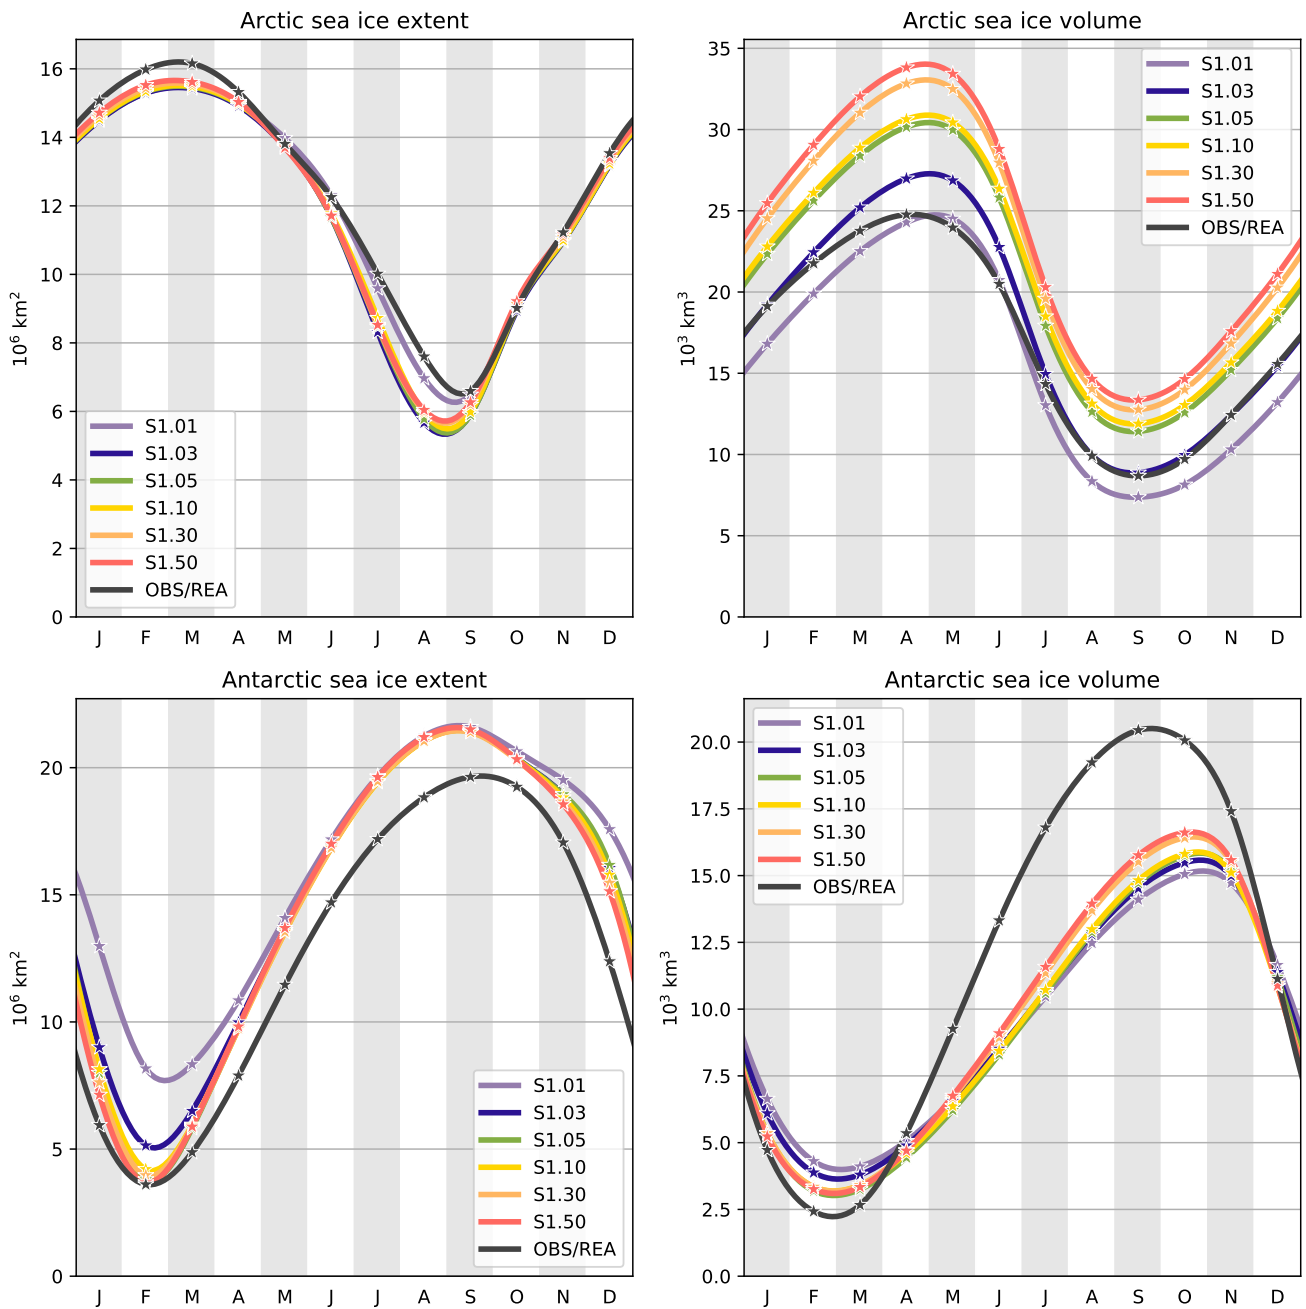 Arctic sea ice extent
10⁶ km²
16
14
12
10
8
6
4
2
0
S1.01
S1.03
S1.05
S1.10
S1.30
S1.50
OBS/REA
J F M A M J J A S O N D
Arctic sea ice volume
10³ km³
35
30
25
20
15
10
5
0
S1.01
S1.03
S1.05
S1.10
S1.30
S1.50
OBS/REA
J F M A M J J A S O N D
Antarctic sea ice extent
10⁶ km²
20
15
10
5
0
S1.01
S1.03
S1.05
S1.10
S1.30
S1.50
OBS/REA
J F M A M J J A S O N D
Antarctic sea ice volume
10³ km³
20.0
17.5
15.0
12.5
10.0
7.5
5.0
2.5
0.0
S1.01
S1.03
S1.05
S1.10
S1.30
S1.50
OBS/REA
J F M A M J J A S O N D